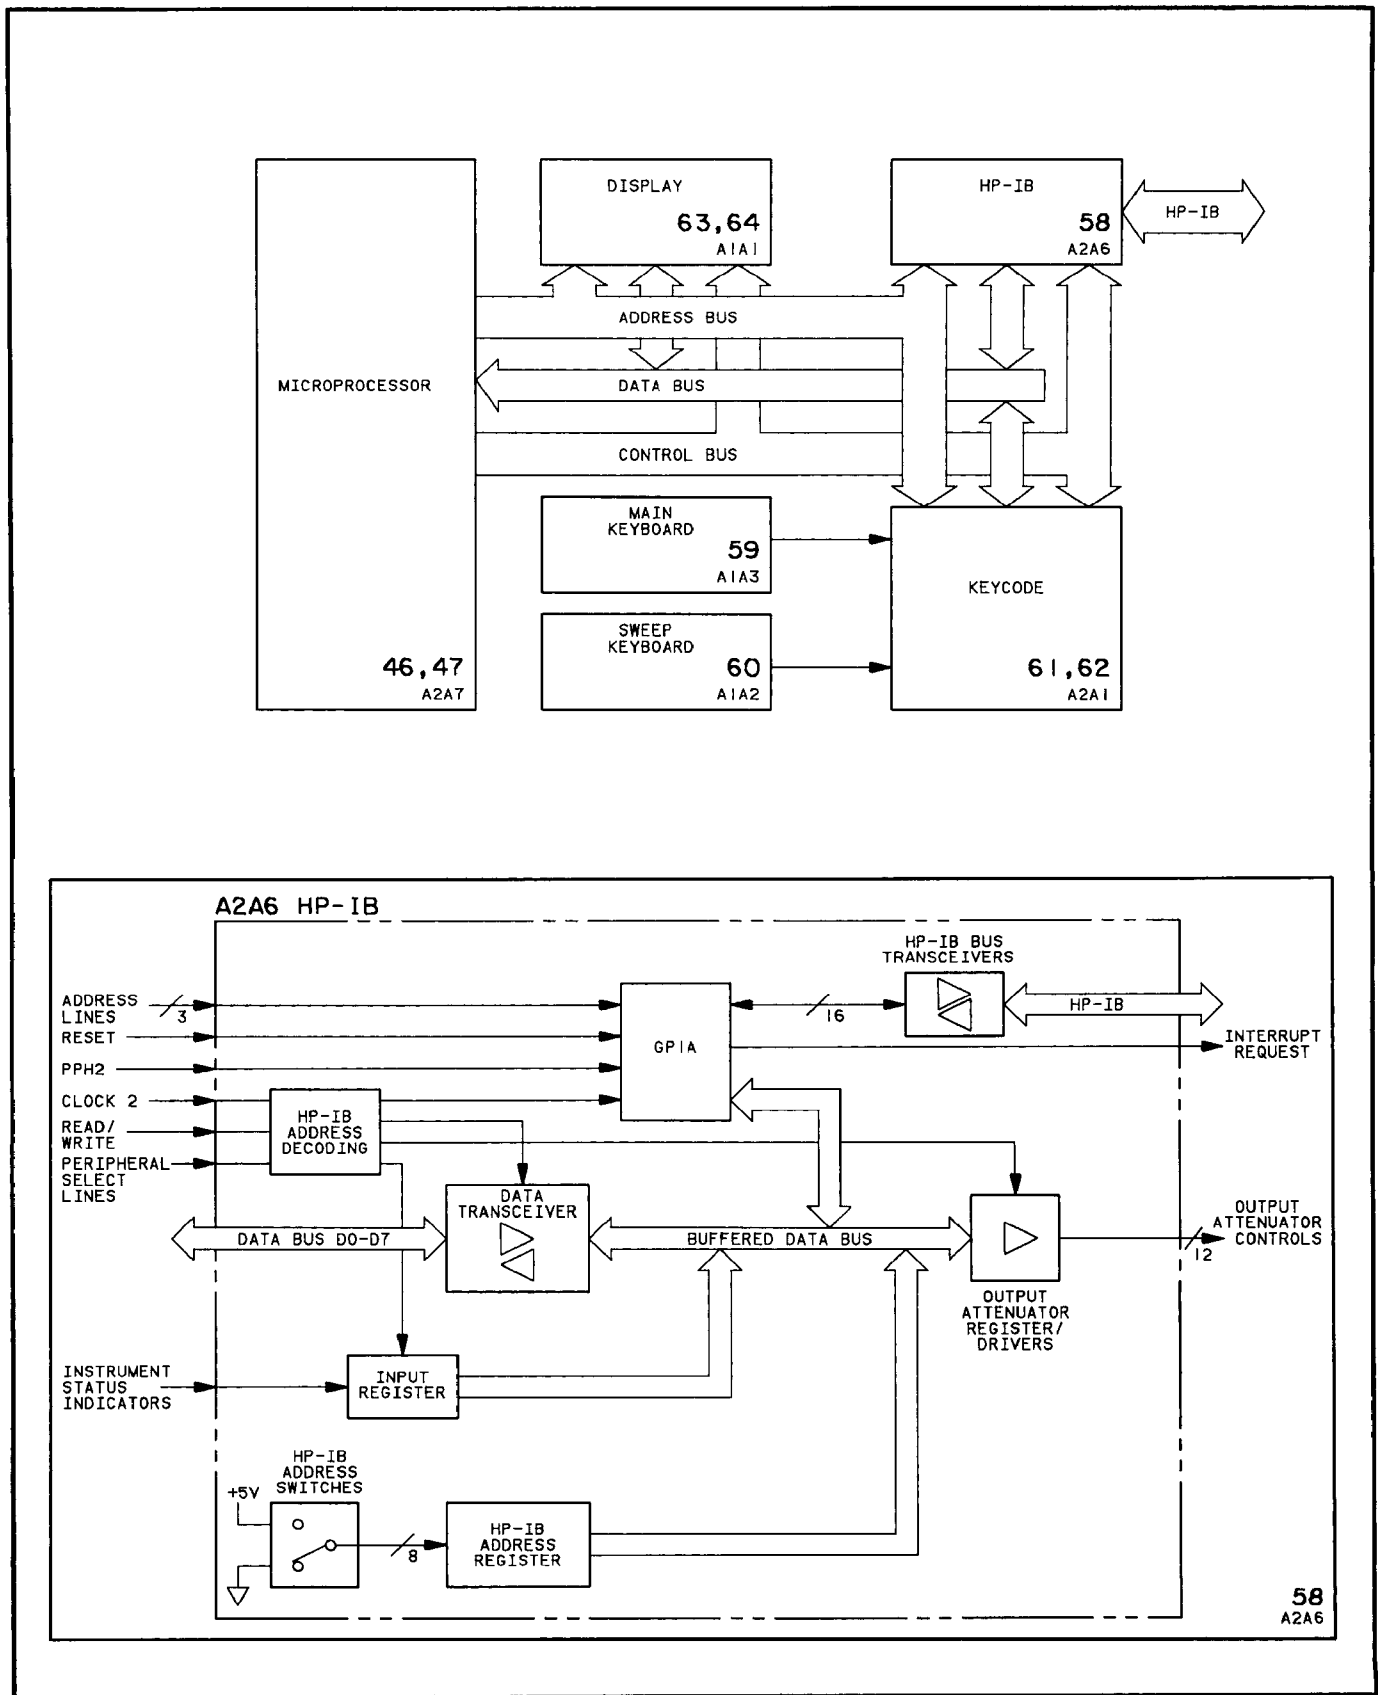 DISPLAY
63,64
A1A1
HP-IB
58
A2A6
HP-IB
ADDRESS BUS
MICROPROCESSOR
DATA BUS
CONTROL BUS
MAIN
KEYBOARD
59
A1A3
KEYCODE
SWEEP
KEYBOARD
60
A1A2
46,47
A2A7
61,62
A2A1
A2A6 HP-IB
HP-IB BUS
TRANSCEIVERS
ADDRESS
LINES
3
16
HP-IB
RESET
GPIA
INTERRUPT
REQUEST
PPH2
CLOCK 2
HP-IB
ADDRESS
DECODING
READ/
WRITE
PERIPHERAL
SELECT
LINES
DATA
TRANSCEIVER
DATA BUS D0-D7
BUFFERED DATA BUS
OUTPUT
ATTENUATOR
CONTROLS
12
OUTPUT
ATTENUATOR
REGISTER/
DRIVERS
INSTRUMENT
STATUS
INDICATORS
INPUT
REGISTER
HP-IB
ADDRESS
SWITCHES
+5V
8
HP-IB
ADDRESS
REGISTER
58
A2A6